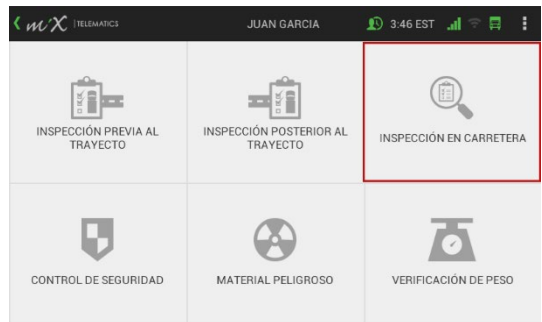 mix TELEMATICS JUAN GARCIA 3:46 EST
INSPECCIÓN PREVIA AL
TRAYECTO
INSPECCIÓN POSTERIOR AL
TRAYECTO
INSPECCIÓN EN CARRETERA
CONTROL DE SEGURIDAD
MATERIAL PELIGROSO
VERIFICACIÓN DE PESO